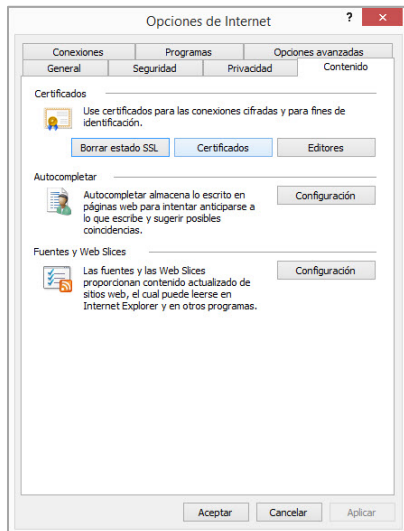 Opciones de Internet
?
Conexiones Programas Opciones avanzadas
General Seguridad Privacidad Contenido
Certificados
Use certificados para las conexiones cifradas y para fines de
identificación.
Borrar estado SSL Certificados Editores
Autocompletar
Autocompletar almacena lo escrito en
páginas web para intentar anticiparse a
lo que escribe y sugerir posibles
coincidencias.
Configuración
Fuentes y Web Slices
Las fuentes y las Web Slices
proporcionan contenido actualizado de
sitios web, el cual puede leerse en
Internet Explorer y en otros programas.
Configuración
Aceptar Cancelar Aplicar